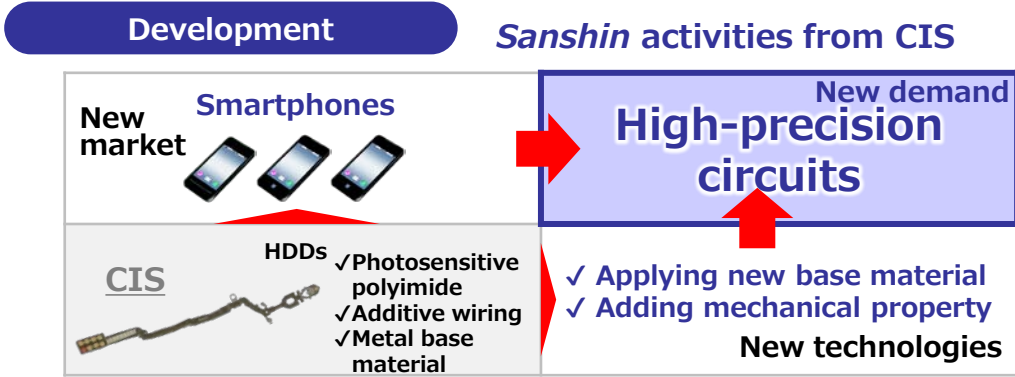 Development
Sanshin activities from CIS
New
market
Smartphones
New demand
High-precision
circuits
CIS
HDDs
✓Photosensitive
polyimide
✓Additive wiring
✓Metal base
material
✓ Applying new base material
✓ Adding mechanical property
New technologies